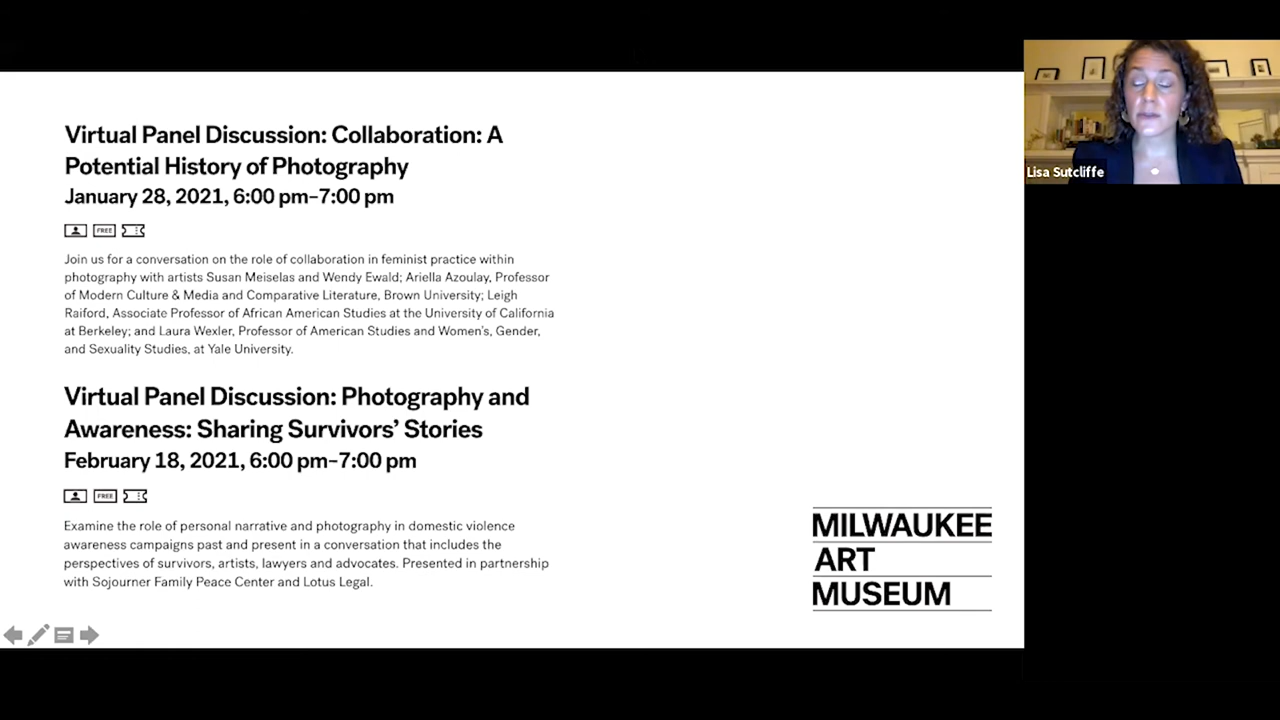 Virtual Panel Discussion: Collaboration: A
Potential History of Photography
January 28, 2021, 6:00 pm–7:00 pm
FREE
Join us for a conversation on the role of collaboration in feminist practice within
photography with artists Susan Meiselas and Wendy Ewald; Ariella Azoulay, Professor
of Modern Culture & Media and Comparative Literature, Brown University; Leigh
Raiford, Associate Professor of African American Studies at the University of California
at Berkeley; and Laura Wexler, Professor of American Studies and Women's, Gender,
and Sexuality Studies, at Yale University.
Virtual Panel Discussion: Photography and
Awareness: Sharing Survivors’ Stories
February 18, 2021, 6:00 pm–7:00 pm
FREE
Examine the role of personal narrative and photography in domestic violence
awareness campaigns past and present in a conversation that includes the
perspectives of survivors, artists, lawyers and advocates. Presented in partnership
with Sojourner Family Peace Center and Lotus Legal.
MILWAUKEE
ART
MUSEUM
Lisa Sutcliffe